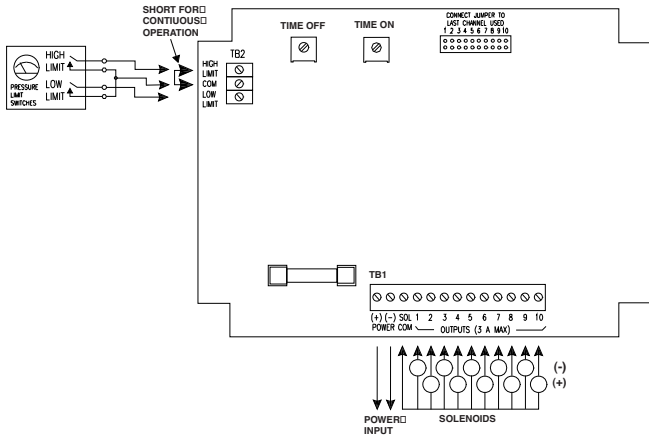 SHORT FOR
CONTIUOUS
OPERATION
TIME OFF
TIME ON
CONNECT JUMPER TO
LAST CHANNEL USED
1 2 3 4 5 6 7 8 9 10
TB2
HIGH
LIMIT
LOW
LIMIT
PRESSURE
LIMIT
SWITCHES
HIGH
LIMIT
COM
LOW
LIMIT
TB1
(+) (-) SOL 1 2 3 4 5 6 7 8 9 10
POWER COM OUTPUTS (3 A MAX)
(-)
(+)
POWER
INPUT
SOLENOIDS